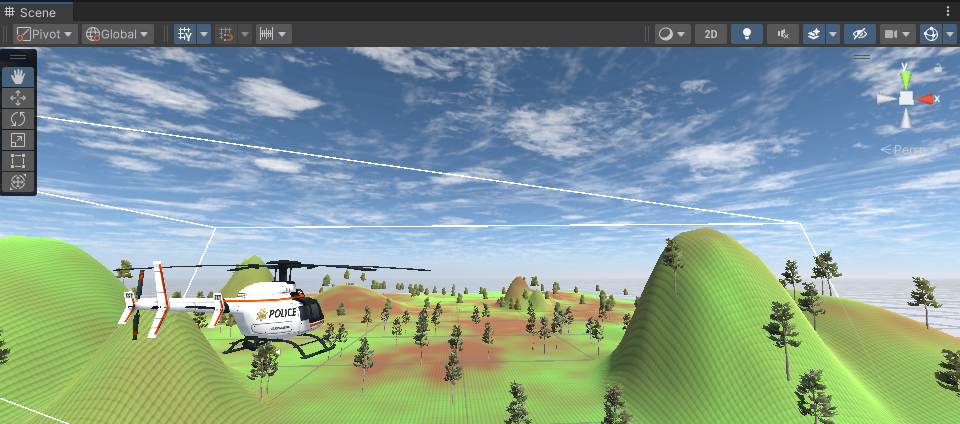 Scene
Pivot
Global
2D
y
x
Persp
POLICE